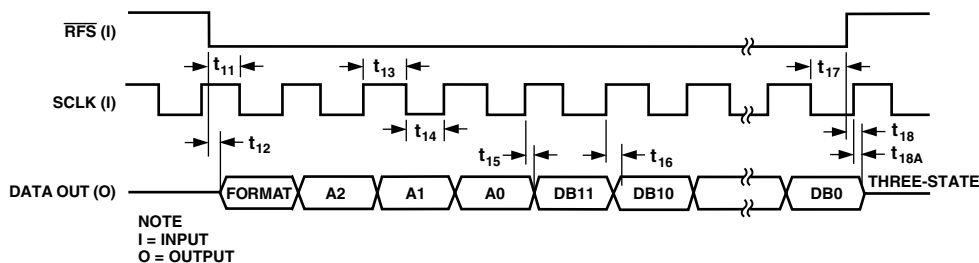 RFS (I)
t11
t13
t17
SCLK (I)
t12
t14
t15
t16
t18
t18A
DATA OUT (O)
FORMAT
A2
A1
A0
DB11
DB10
DB0
THREE-STATE
NOTE
I = INPUT
O = OUTPUT